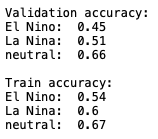 Validation accuracy:
El Nino:  0.45
La Nina:  0.51
neutral:  0.66

Train accuracy:
El Nino:  0.54
La Nina:  0.6
neutral:  0.67